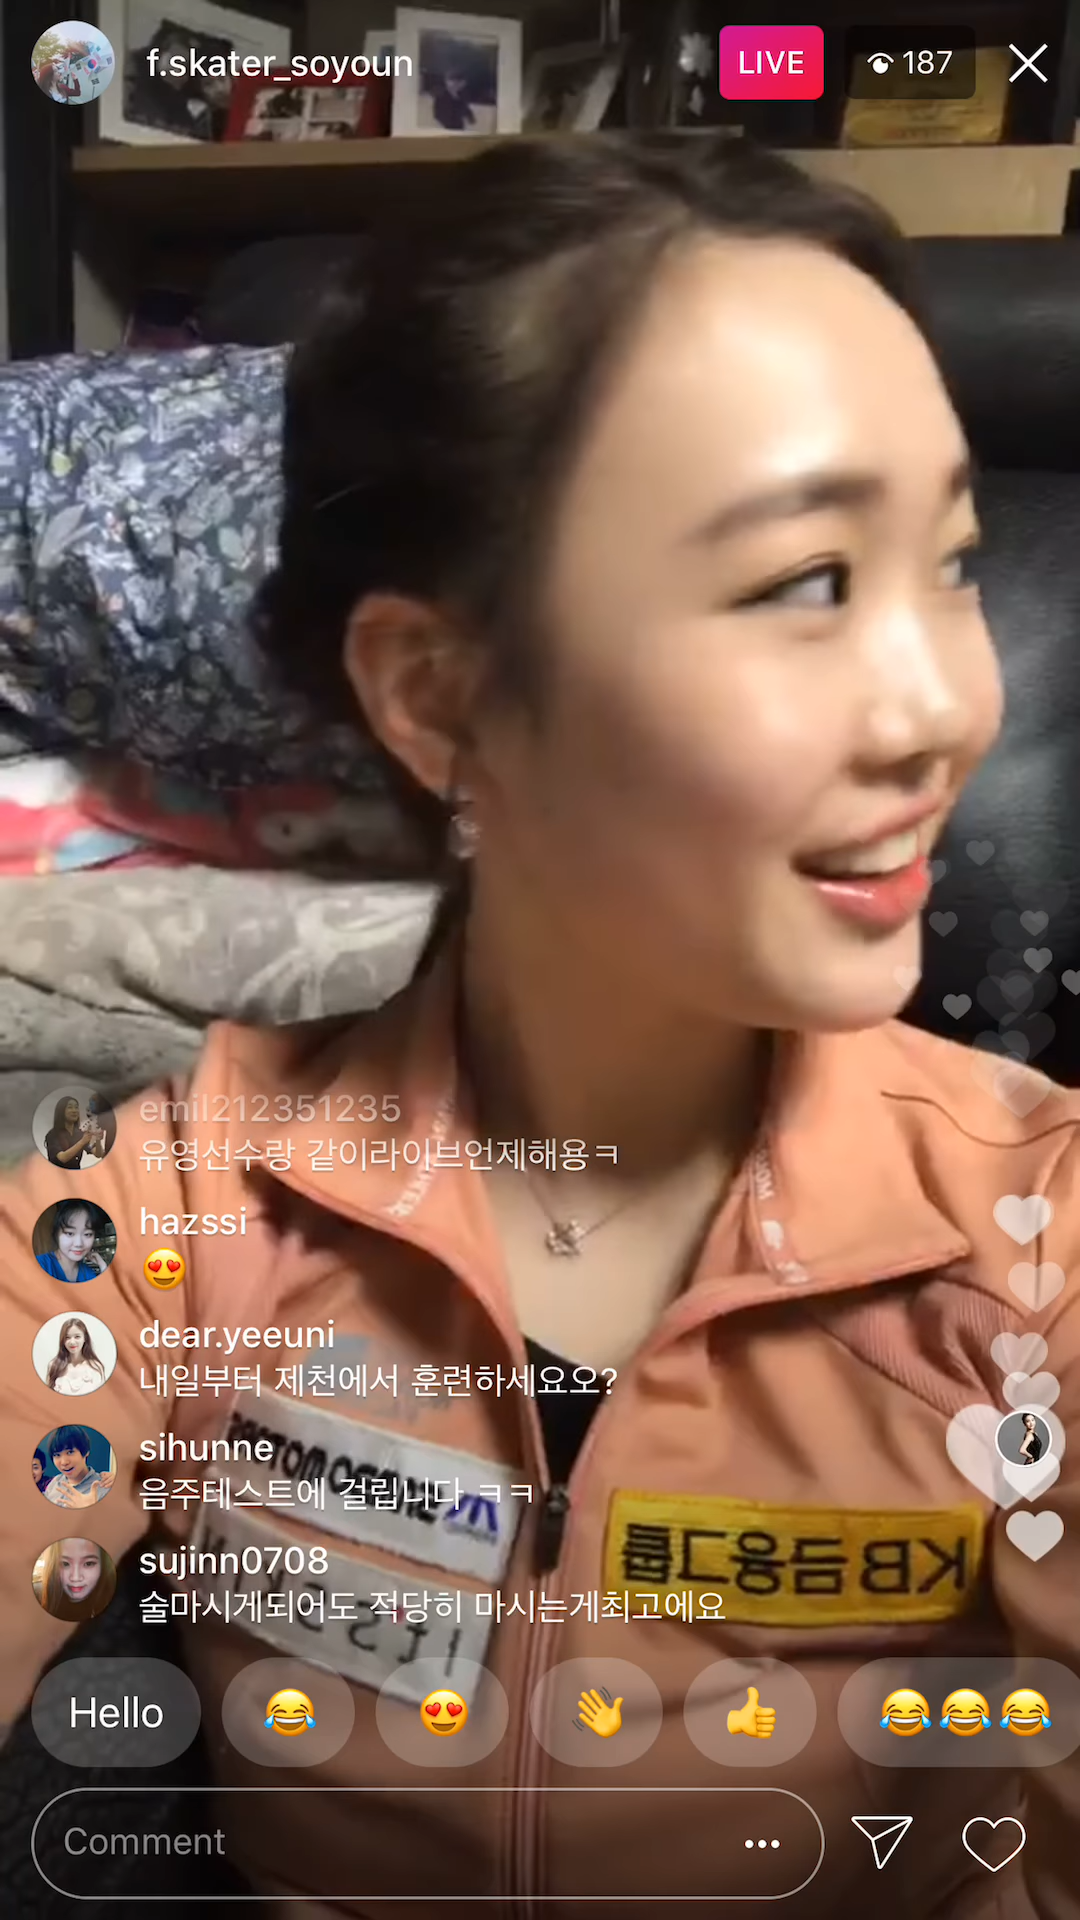 f.skater_soyoun
LIVE
187
emil212351235
유영선수랑 같이라이브언제해용ㅋ
hazssi
😍
dear.yeeuni
내일부터 제천에서 훈련하세요오?
sihunne
음주테스트에 걸립니다 ㅋㅋ
sujinn0708
술마시게되어도 적당히 마시는게최고에요
KB금융그룹
Hello
😂
😍
👋
👍
😂😂😂
Comment